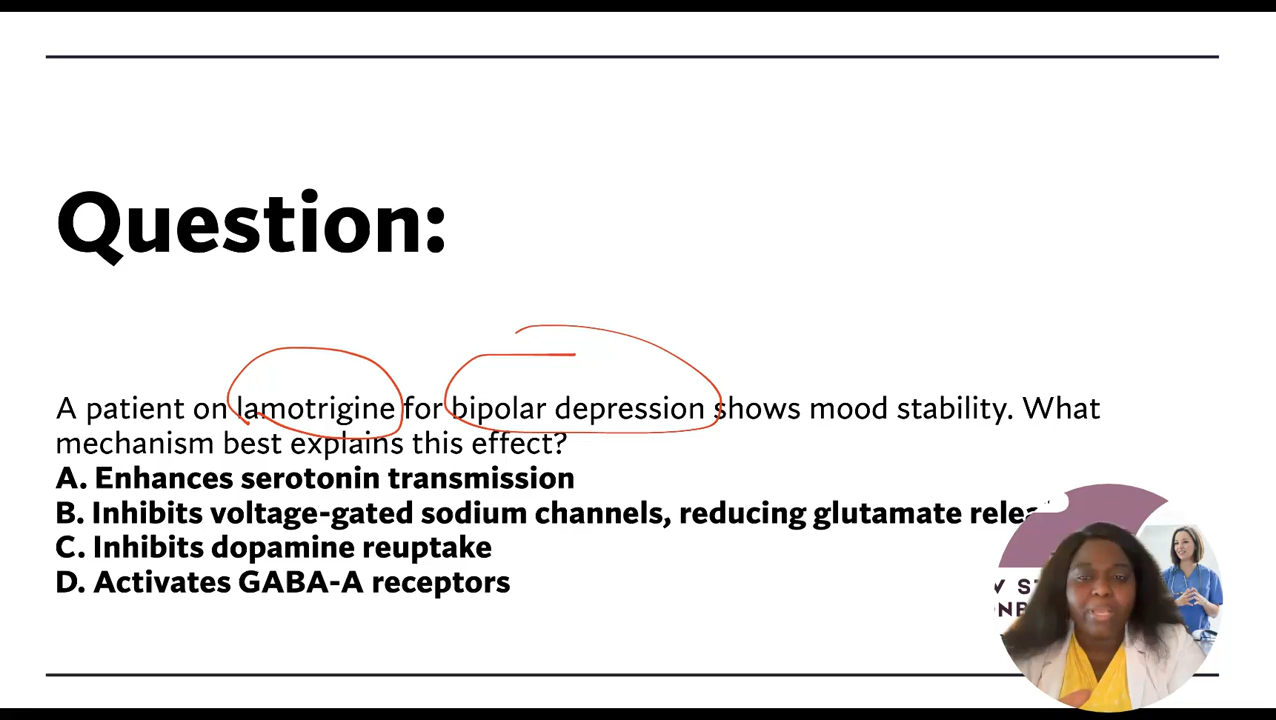 Question:
A patient on lamotrigine for bipolar depression shows mood stability. What
mechanism best explains this effect?
A. Enhances serotonin transmission
B. Inhibits voltage-gated sodium channels, reducing glutamate
C. Inhibits dopamine reuptake
D. Activates GABA-A receptors